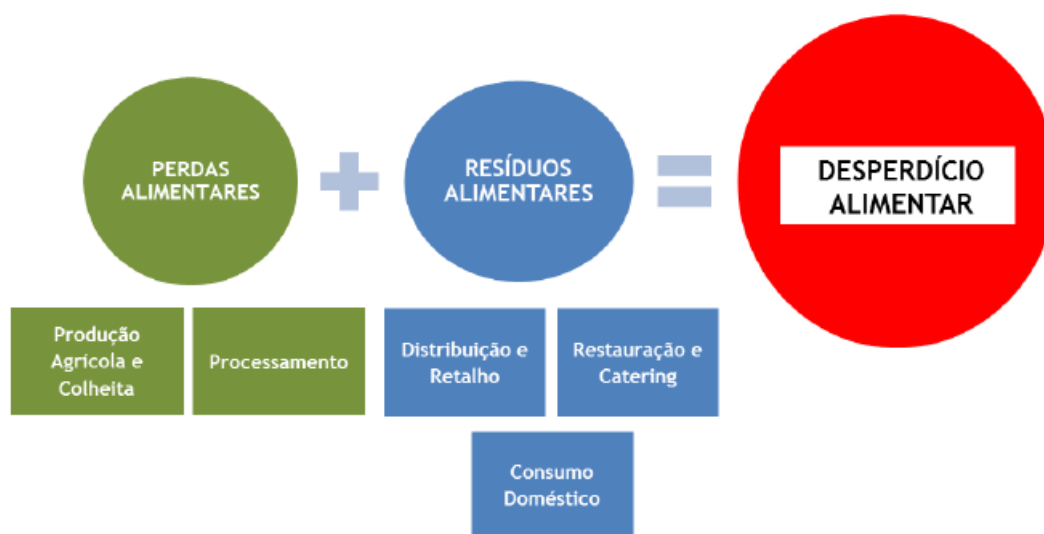 PERDAS
ALIMENTARES
RESÍDUOS
ALIMENTARES
DESPERDÍCIO
ALIMENTAR
Produção
Agrícola e
Colheita
Processamento
Distribuição e
Retalho
Restauração e
Catering
Consumo
Doméstico